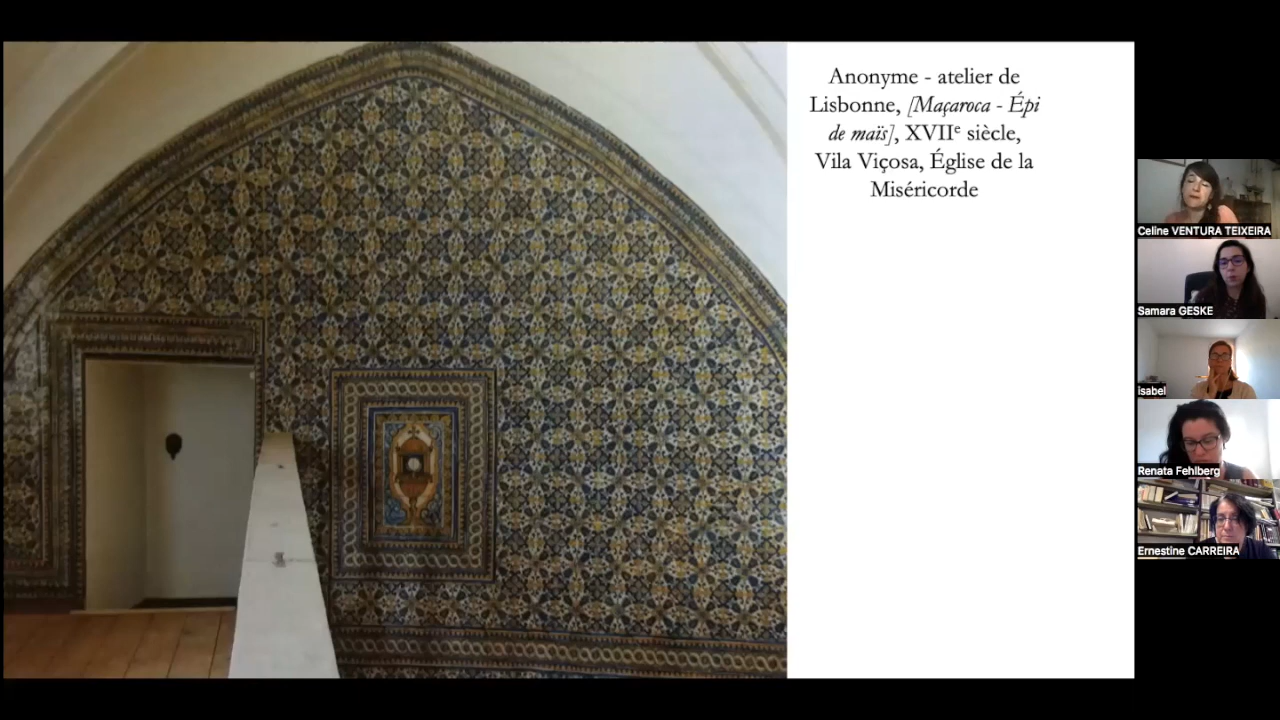 Anonyme - atelier de
Lisbonne, [Maçaroca - Épi
de maïs], XVIIe siècle,
Vila Viçosa, Église de la
Miséricorde
Celine VENTURA TEIXEIRA
Samara GESKE
isabel
Renata Fehlberg
Ernestine CARREIRA